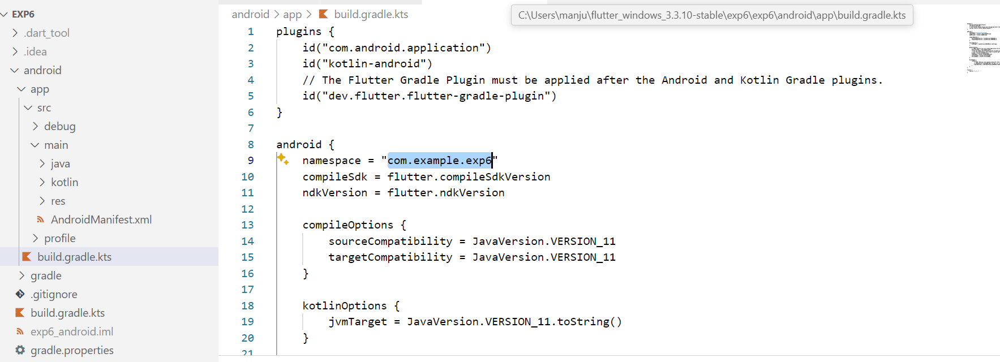 EXP6
.dart_tool
.idea
android
app
src
debug
main
java
kotlin
res
AndroidManifest.xml
profile
build.gradle.kts
gradle
.gitignore
build.gradle.kts
exp6_android.iml
gradle.properties
android > app > build.gradle.kts
C:\Users\manju\flutter_windows_3.3.10-stable\exp6\exp6\android\app\build.gradle.kts
1 plugins {
2 id("com.android.application")
3 id("kotlin-android")
4 // The Flutter Gradle Plugin must be applied after the Android and Kotlin Gradle plugins.
5 id("dev.flutter.flutter-gradle-plugin")
6 }
7
8 android {
9 namespace = "com.example.exp6"
10 compileSdk = flutter.compileSdkVersion
11 ndkVersion = flutter.ndkVersion
12
13 compileOptions {
14 sourceCompatibility = JavaVersion.VERSION_11
15 targetCompatibility = JavaVersion.VERSION_11
16 }
17
18 kotlinOptions {
19 jvmTarget = JavaVersion.VERSION_11.toString()
20 }
21